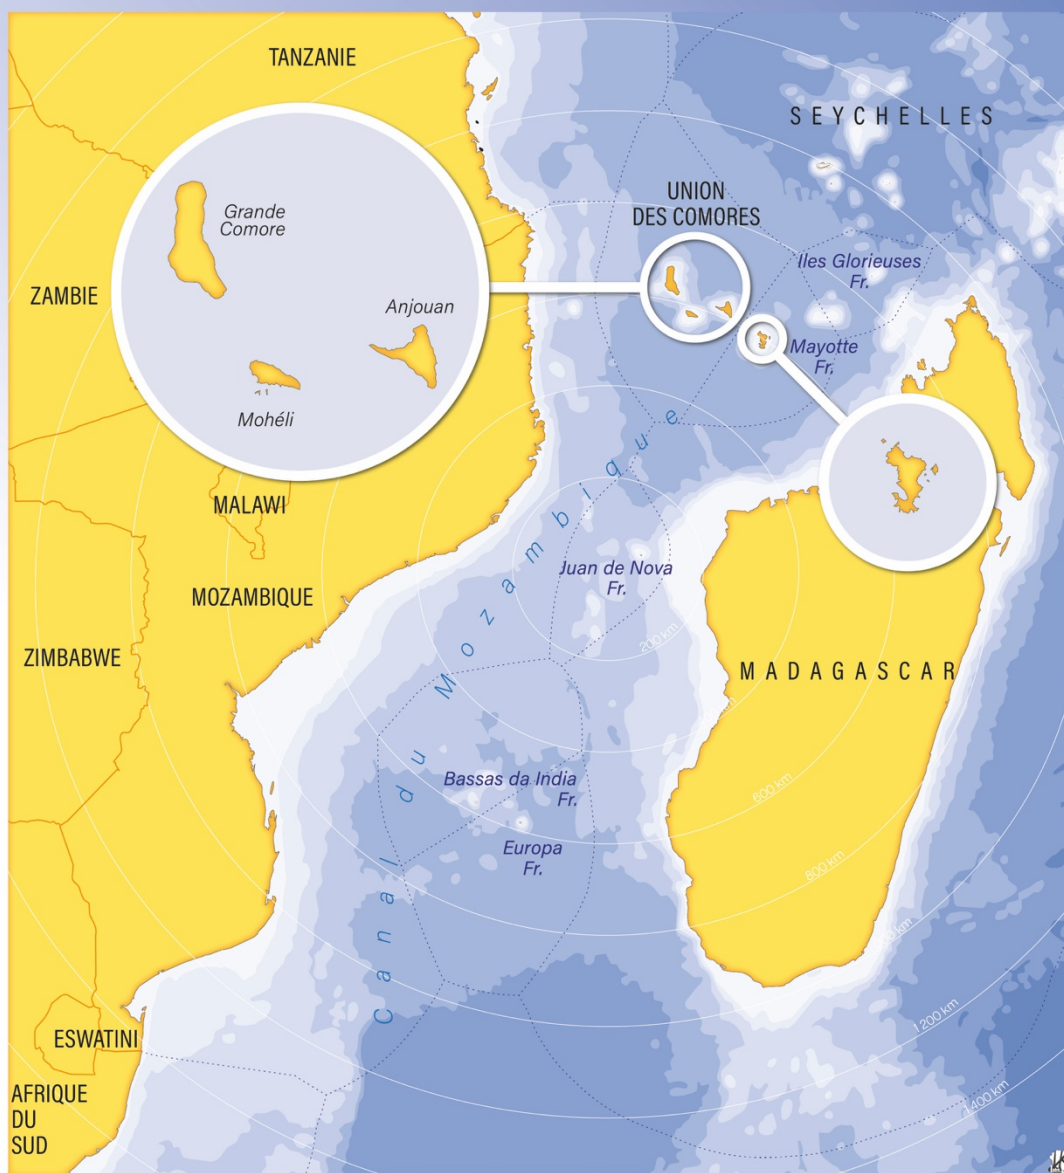 TANZANIE
SEYCHELLES
UNION
DES COMORES
Grande
Comore
Iles Glorieuses
Fr.
ZAMBIE
Anjouan
Mayotte
Fr.
Mohéli
MALAWI
Juan de Nova
Fr.
MOZAMBIQUE
200 km
ZIMBABWE
MADAGASCAR
Canal du Mozambique
Bassas da India
Fr.
600 km
Europa
Fr.
800 km
1200 km
ESWATINI
1400 km
AFRIQUE
DU
SUD